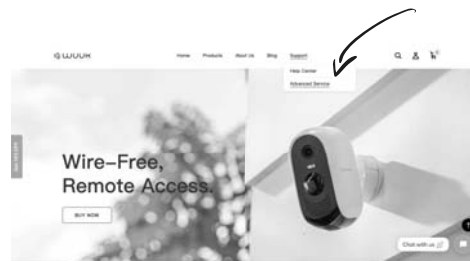 WUUK
Home Products About Us Blog Support
Help Center
Advanced Service
Wire-Free,
Remote Access.
BUY NOW
Chat with us